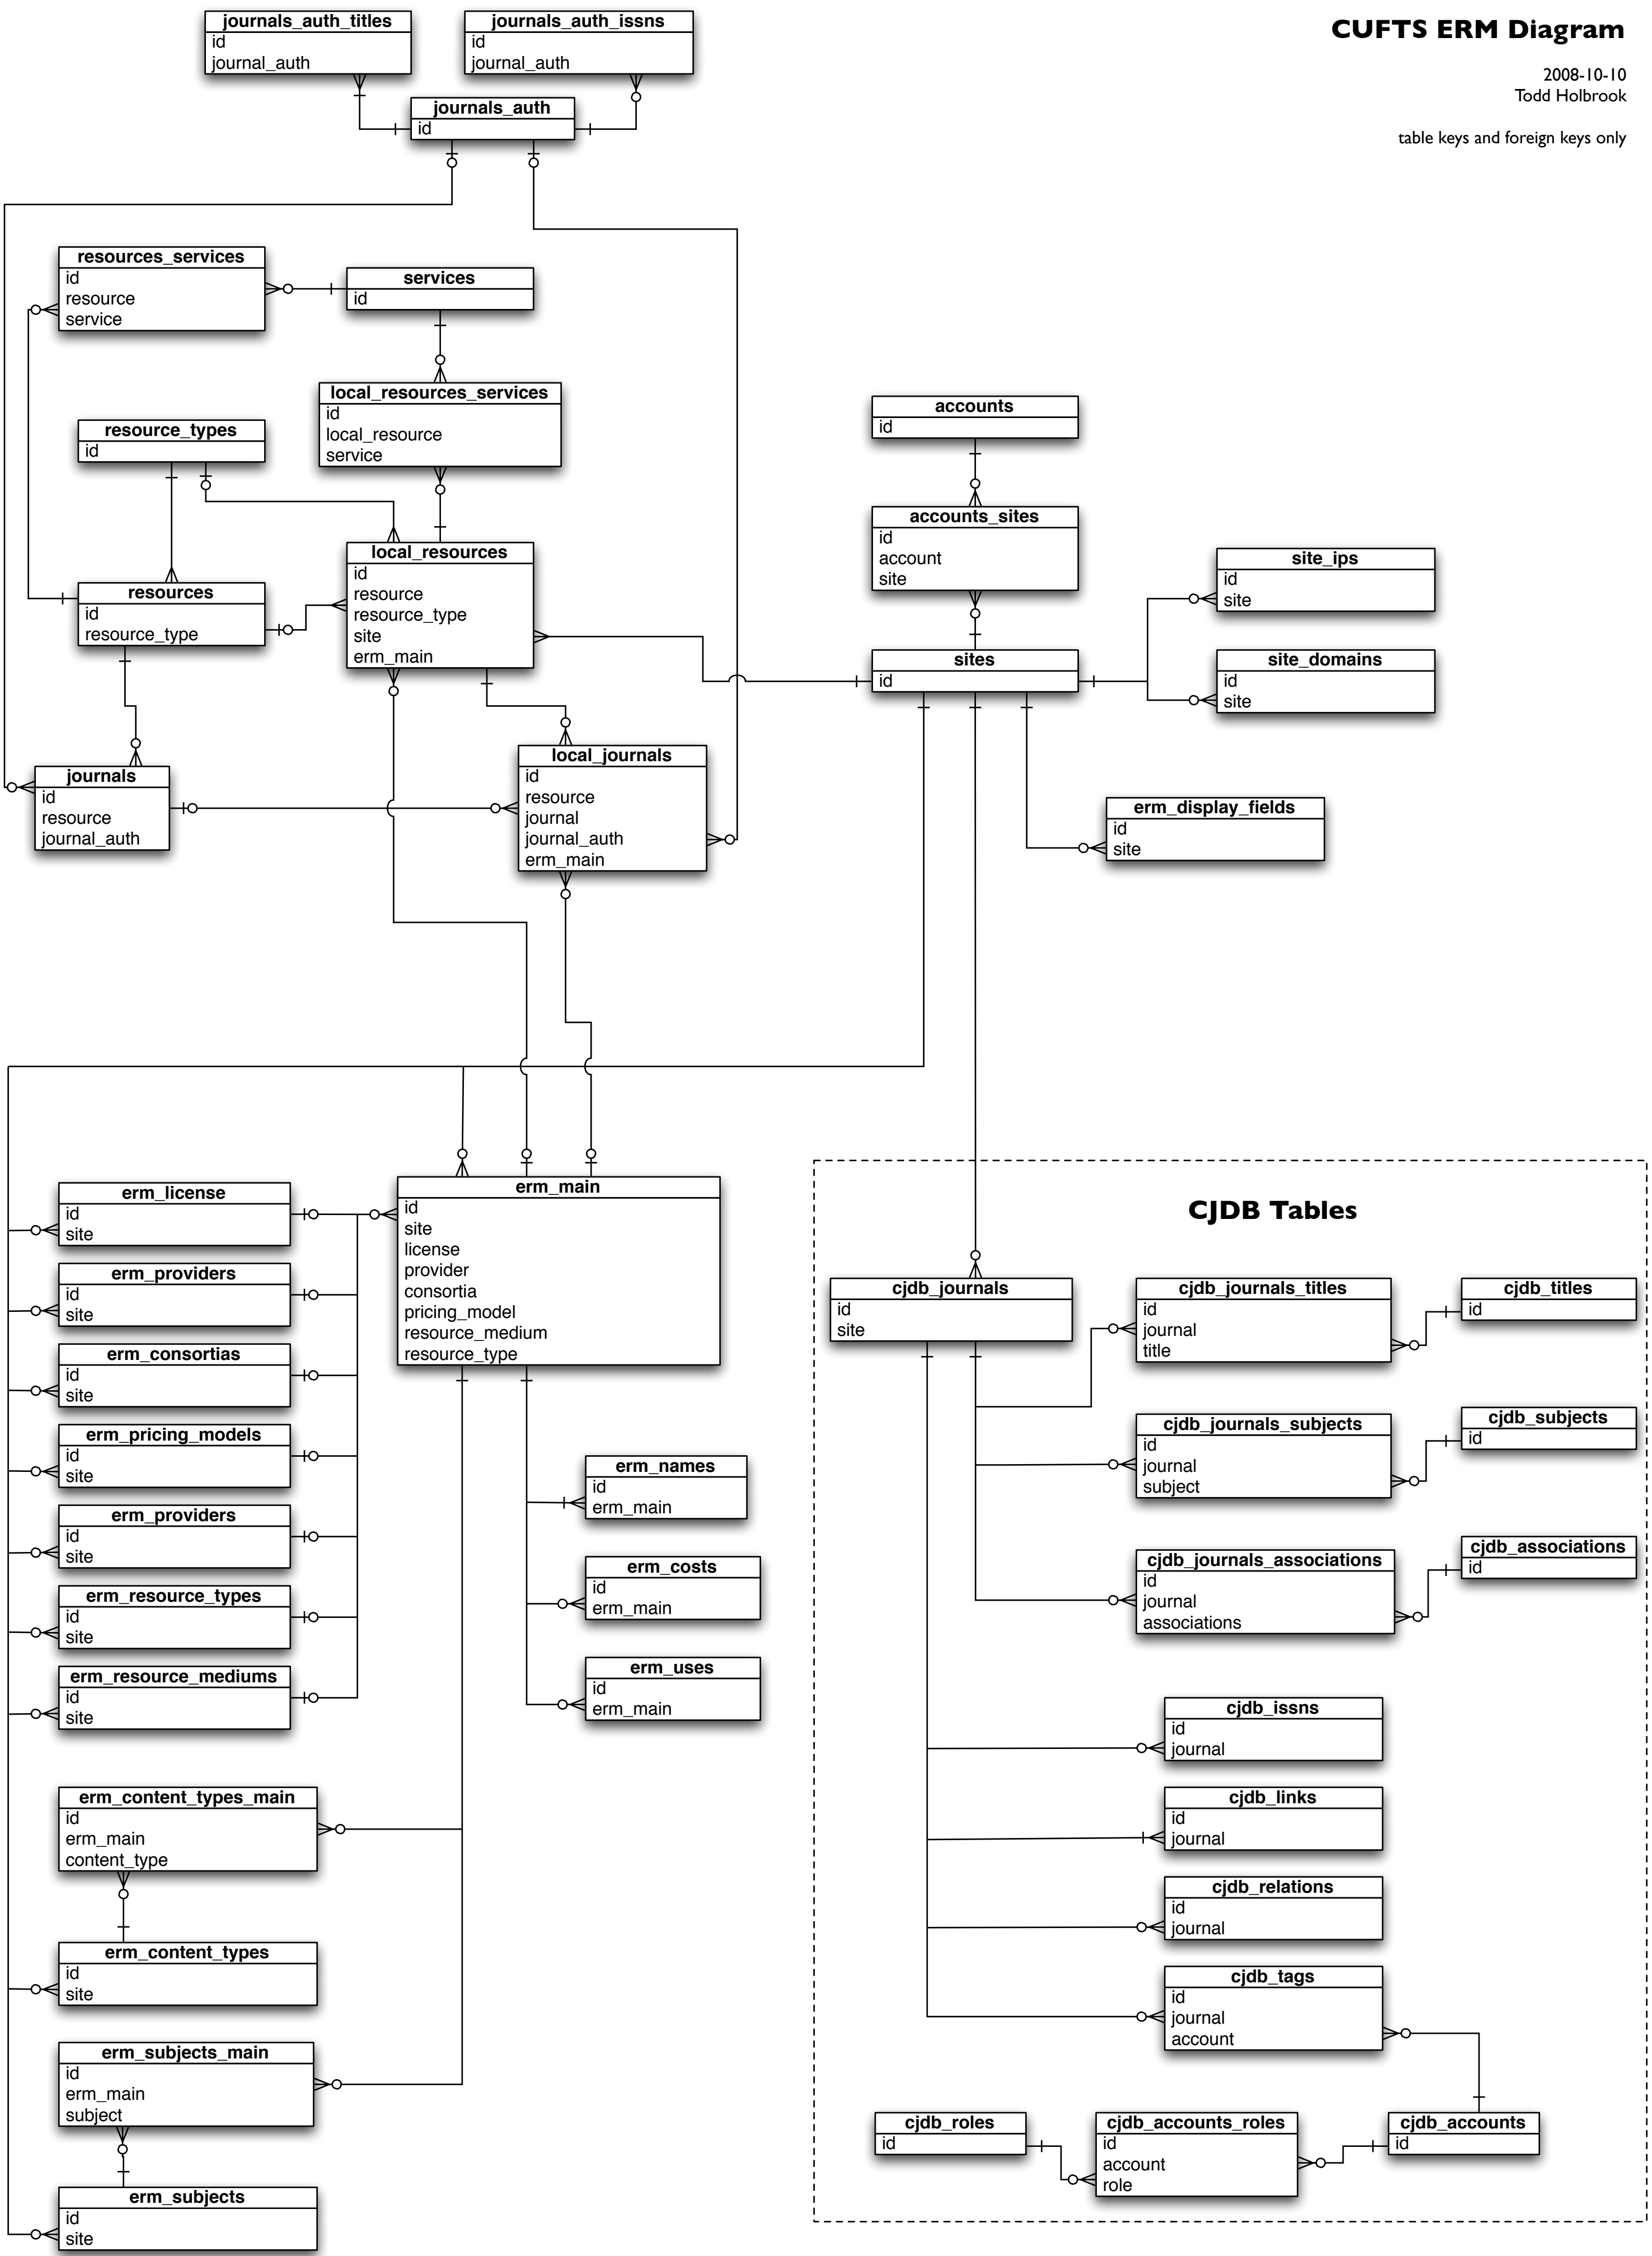 CUFTS ERM Diagram
2008-10-10
Todd Holbrook
table keys and foreign keys only
journals_auth_titles
id
journal_auth
journals_auth_issns
id
journal_auth
journals_auth
id
resources_services
id
resource
service
services
id
local_resources_services
id
local_resource
service
resource_types
id
accounts
id
accounts_sites
id
account
site
local_resources
id
resource
resource_type
site
erm_main
resources
id
resource_type
site_ips
id
site
sites
id
site_domains
id
site
journals
id
resource
journal_auth
local_journals
id
resource
journal
journal_auth
erm_main
erm_display_fields
id
site
erm_main
id
site
license
provider
consortia
pricing_model
resource_medium
resource_type
erm_license
id
site
erm_providers
id
site
erm_consortias
id
site
erm_pricing_models
id
site
erm_providers
id
site
erm_resource_types
id
site
erm_resource_mediums
id
site
erm_names
id
erm_main
erm_costs
id
erm_main
erm_uses
id
erm_main
erm_content_types_main
id
erm_main
content_type
erm_content_types
id
site
erm_subjects_main
id
erm_main
subject
erm_subjects
id
site
CJDB Tables
cjdb_journals
id
site
cjdb_journals_titles
id
journal
title
cjdb_titles
id
cjdb_journals_subjects
id
journal
subject
cjdb_subjects
id
cjdb_journals_associations
id
journal
associations
cjdb_associations
id
cjdb_issns
id
journal
cjdb_links
id
journal
cjdb_relations
id
journal
cjdb_tags
id
journal
account
cjdb_roles
id
cjdb_accounts_roles
id
account
role
cjdb_accounts
id